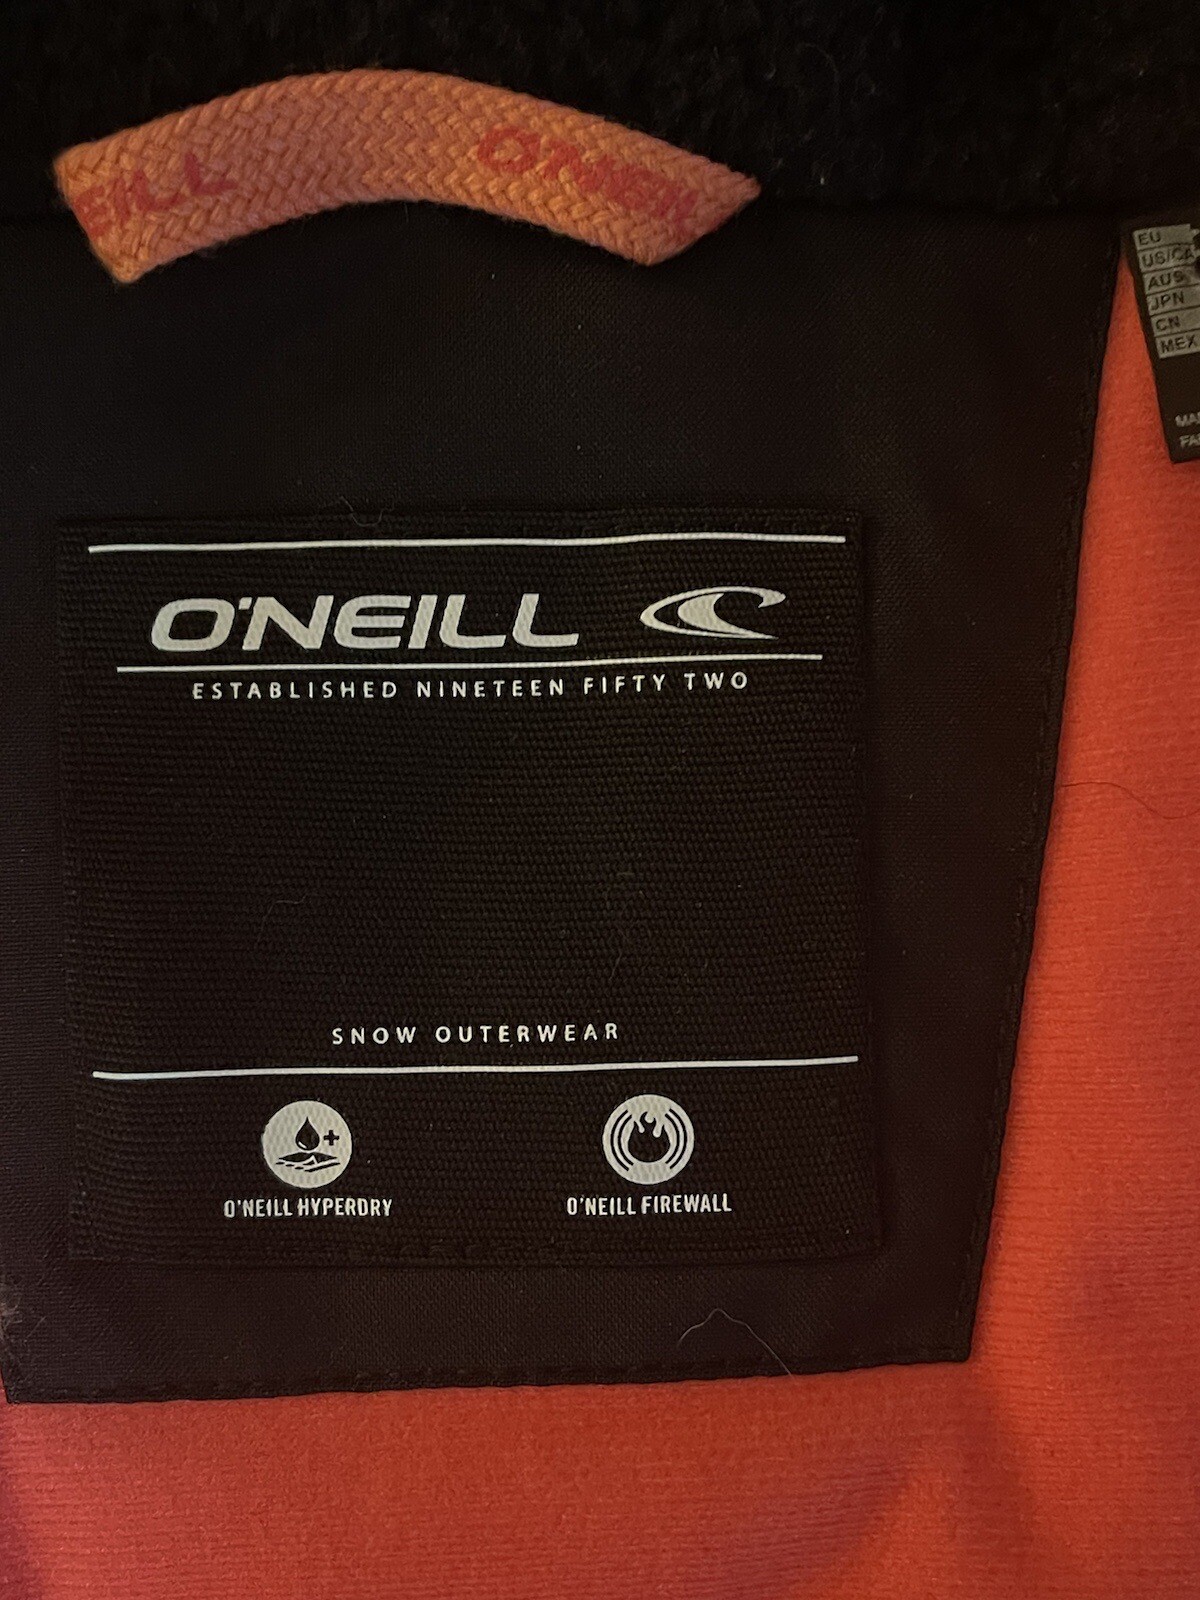 EILL O'NEILL
EU
US/CA
AUS
JPN
CN
MEX
O'NEILL
ESTABLISHED NINETEEN FIFTY TWO
SNOW OUTERWEAR
O'NEILL HYPERDRY
O'NEILL FIREWALL